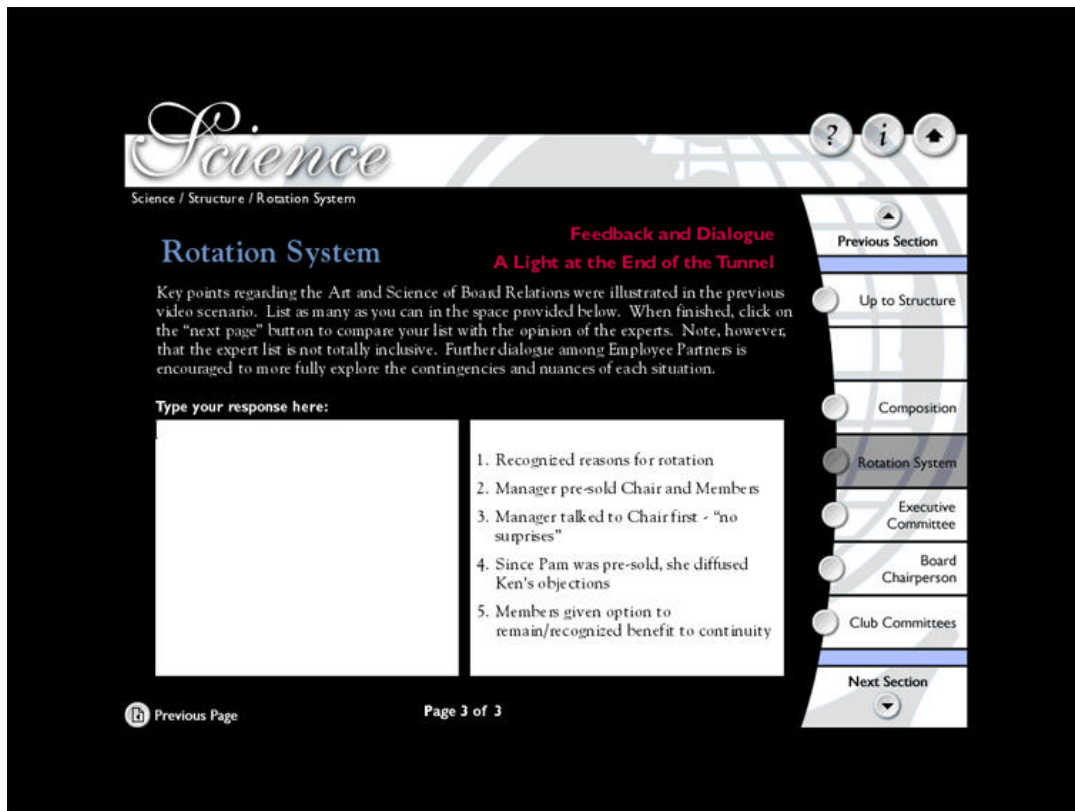 Science
? i
Science / Structure / Rotation System
Rotation System
Feedback and Dialogue
A Light at the End of the Tunnel
Key points regarding the Art and Science of Board Relations were illustrated in the previous
video scenario. List as many as you can in the space provided below. When finished, click on
the “next page” button to compare your list with the opinion of the experts. Note, however,
that the expert list is not totally inclusive. Further dialogue among Employee Partners is
encouraged to more fully explore the contingencies and nuances of each situation.
Type your response here:
1. Recognized reasons for rotation
2. Manager pre-sold Chair and Members
3. Manager talked to Chair first - “no
surprises”
4. Since Pam was pre-sold, she diffused
Ken's objections
5. Members given option to
remain/recognized benefit to continuity
Previous Page
Page 3 of 3
Previous Section
Up to Structure
Composition
Rotation System
Executive
Committee
Board
Chairperson
Club Committees
Next Section